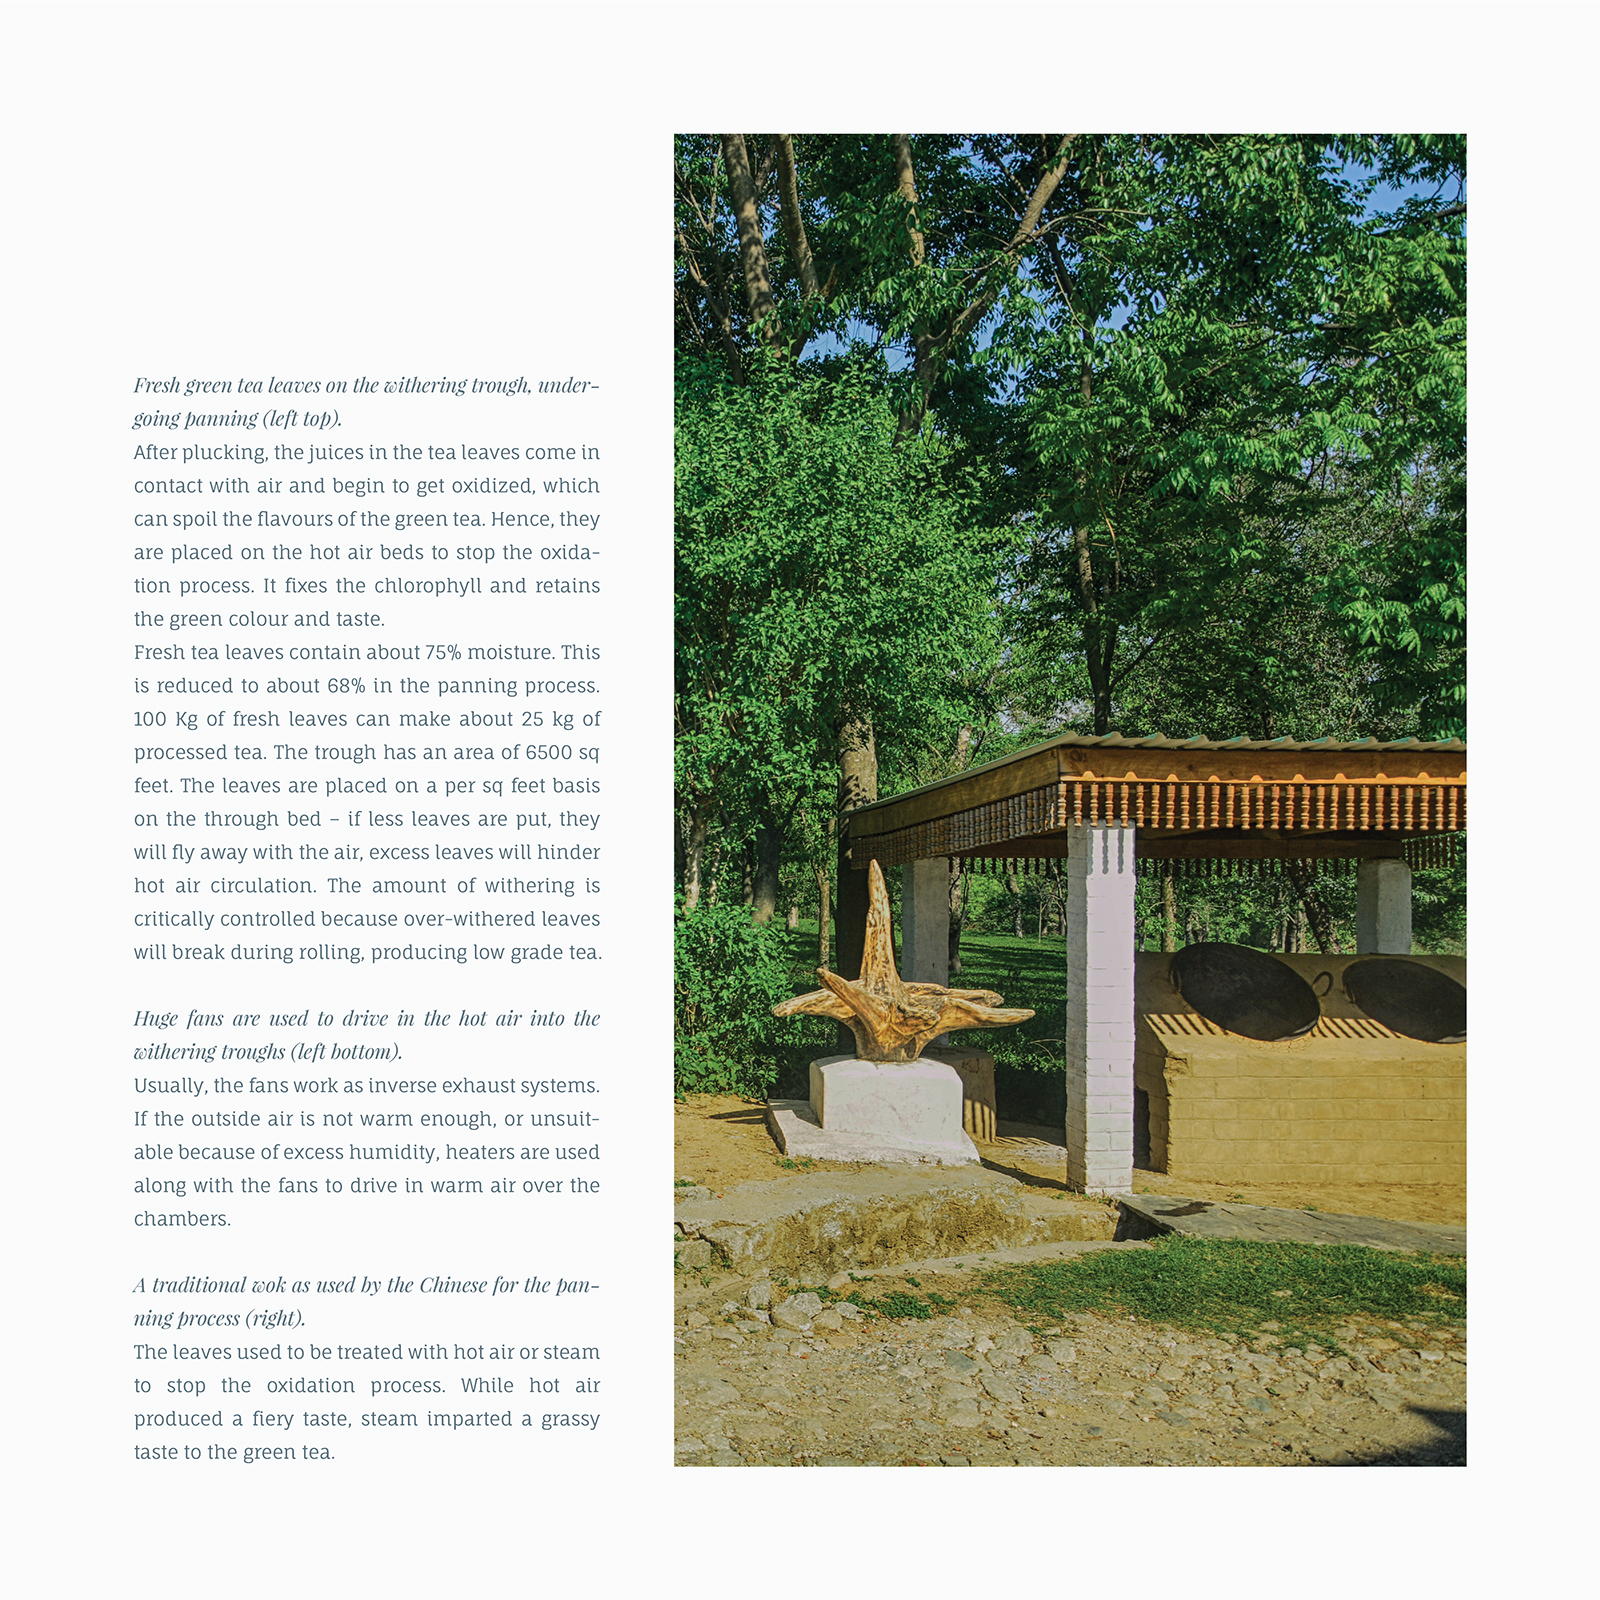 Fresh green tea leaves on the withering trough, under-
going panning (left top).
After plucking, the juices in the tea leaves come in
contact with air and begin to get oxidized, which
can spoil the flavours of the green tea. Hence, they
are placed on the hot air beds to stop the oxida-
tion process. It fixes the chlorophyll and retains
the green colour and taste.
Fresh tea leaves contain about 75% moisture. This
is reduced to about 68% in the panning process.
100 Kg of fresh leaves can make about 25 kg of
processed tea. The trough has an area of 6500 sq
feet. The leaves are placed on a per sq feet basis
on the through bed – if less leaves are put, they
will fly away with the air, excess leaves will hinder
hot air circulation. The amount of withering is
critically controlled because over-withered leaves
will break during rolling, producing low grade tea.
Huge fans are used to drive in the hot air into the
withering troughs (left bottom).
Usually, the fans work as inverse exhaust systems.
If the outside air is not warm enough, or unsuit-
able because of excess humidity, heaters are used
along with the fans to drive in warm air over the
chambers.
A traditional wok as used by the Chinese for the pan-
ning process (right).
The leaves used to be treated with hot air or steam
to stop the oxidation process. While hot air
produced a fiery taste, steam imparted a grassy
taste to the green tea.